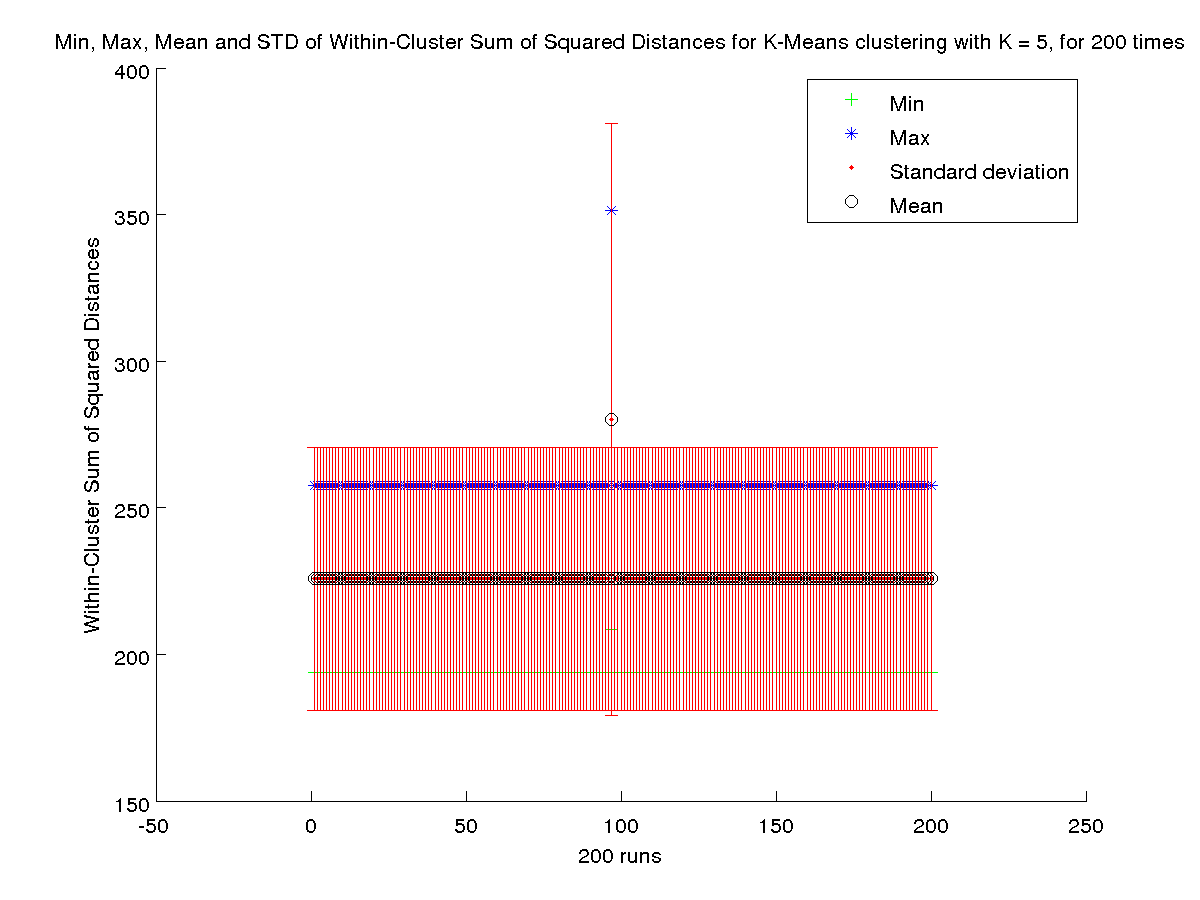 Min, Max, Mean and STD of Within-Cluster Sum of Squared Distances for K-Means clustering with K = 5, for 200 times
400
350
300
250
200
150
Within-Cluster Sum of Squared Distances
Min
Max
Standard deviation
Mean
-50
0
50
100
150
200
250
200 runs